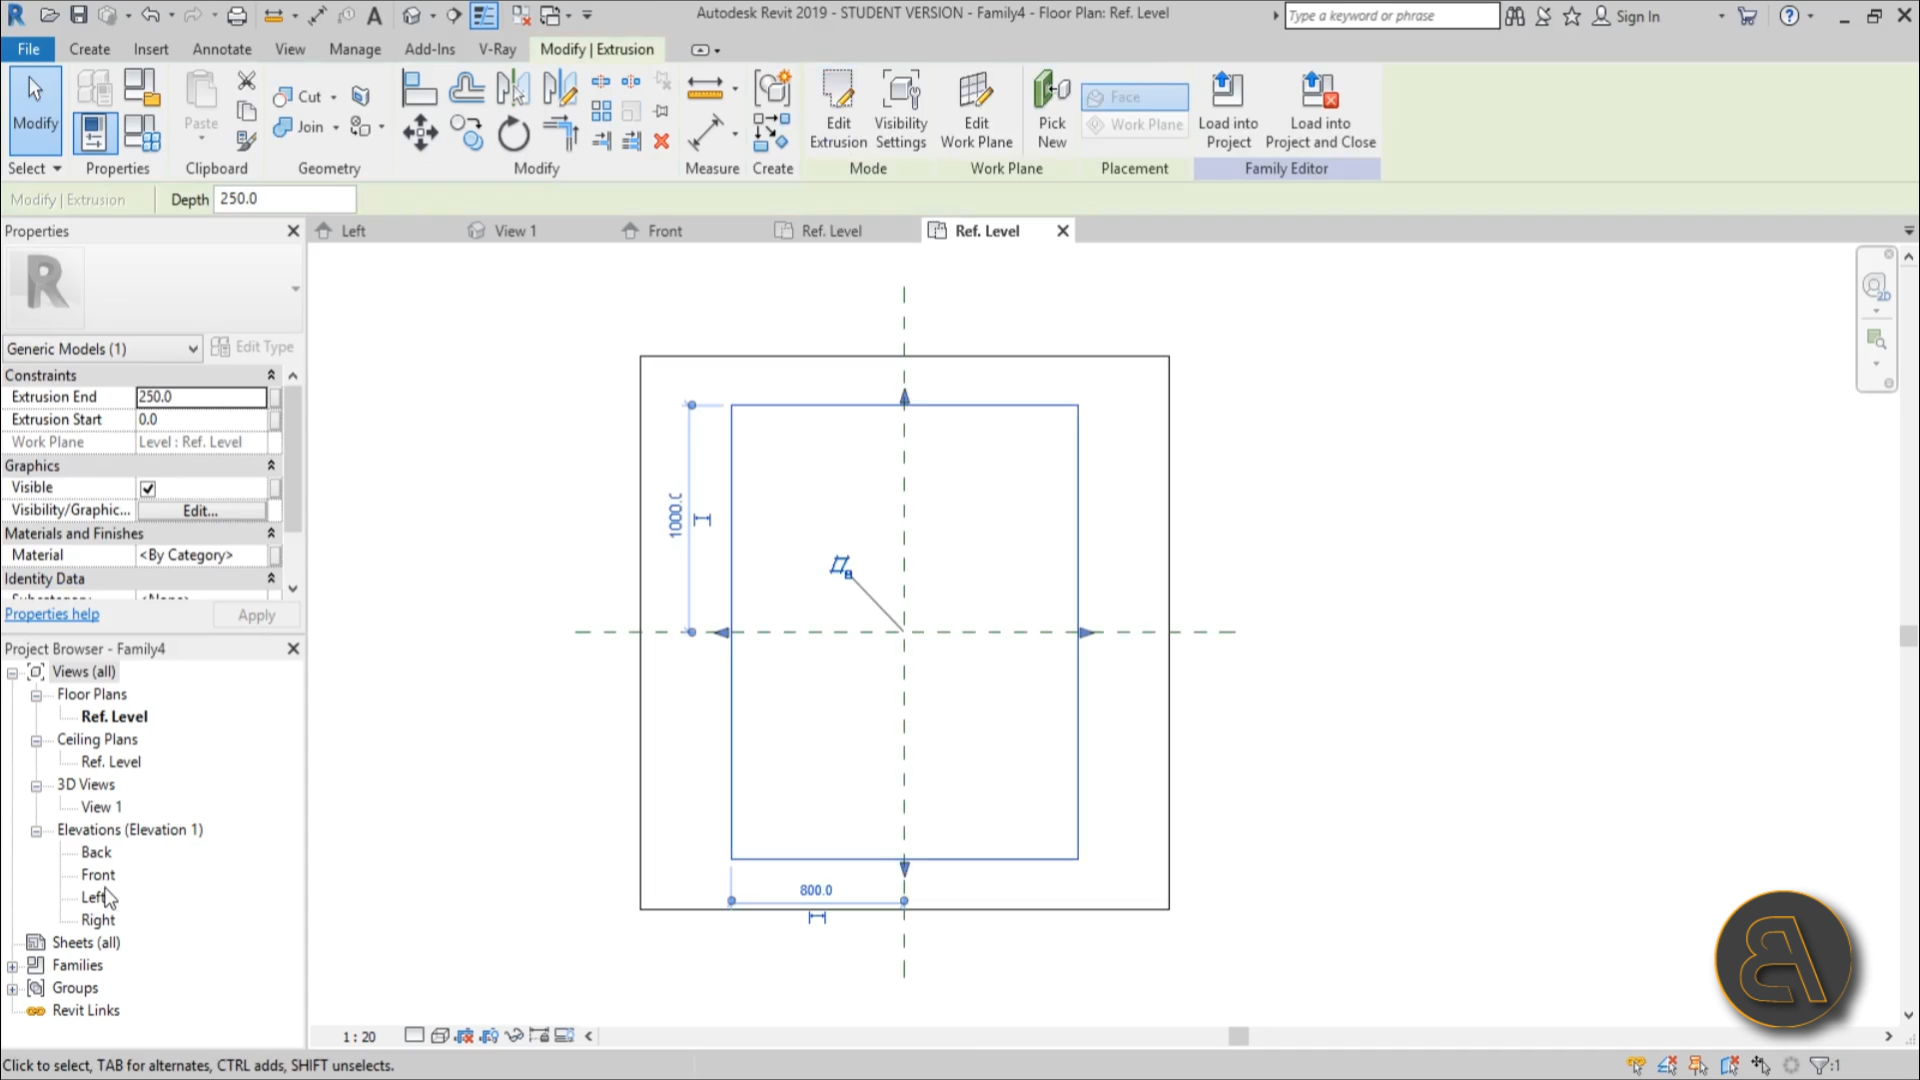 Autodesk Revit 2019 - STUDENT VERSION - Family4 - Floor Plan: Ref. Level
Type a keyword or phrase
Sign In
File
Create
Insert
Annotate
View
Manage
Add-Ins
V-Ray
Modify | Extrusion
Modify
Paste
Cut
Join
Edit
Extrusion
Visibility
Settings
Edit
Work Plane
Pick
New
Face
Work Plane
Load into
Project
Load into
Project and Close
Select
Properties
Clipboard
Geometry
Modify
Measure
Create
Mode
Work Plane
Placement
Family Editor
Modify | Extrusion
Depth 250.0
Properties
Left
View 1
Front
Ref. Level
Ref. Level
R
Generic Models (1)
Edit Type
Constraints
Extrusion End 250.0
Extrusion Start 0.0
Work Plane Level : Ref. Level
Graphics
Visible
Visibility/Graphic... Edit...
Materials and Finishes
Material <By Category>
Identity Data
Properties help
Apply
Project Browser - Family4
Views (all)
Floor Plans
Ref. Level
Ceiling Plans
Ref. Level
3D Views
View 1
Elevations (Elevation 1)
Back
Front
Left
Right
Sheets (all)
Families
Groups
Revit Links
800.0
1 : 20
Click to select, TAB for alternates, CTRL adds, SHIFT unselects.
:1